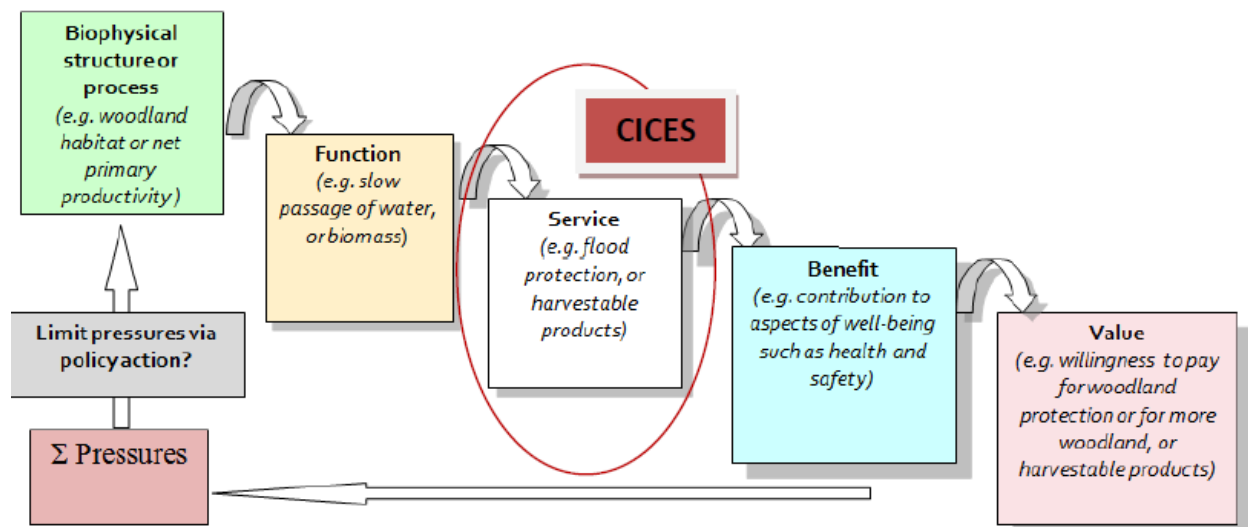 Biophysical
structure or
process
(e.g. woodland
habitat or net
primary
productivity)
Function
(e.g. slow
passage of water,
or biomass)
CICES
Service
(e.g. flood
protection, or
harvestable
products)
Benefit
(e.g. contribution to
aspects of well-being
such as health and
safety)
Value
(e.g. willingness to pay
for woodland
protection or for more
woodland, or
harvestable products)
Limit pressures via
policy action?
Σ Pressures